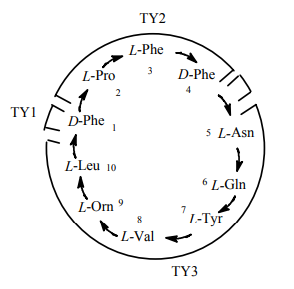 TY2
L-Phe
3
L-Pro
2
D-Phe
4
TY1
D-Phe 1
5 L-Asn
L-Leu 10
6 L-Gln
L-Orn 9
7 L-Tyr
8
L-Val
TY3